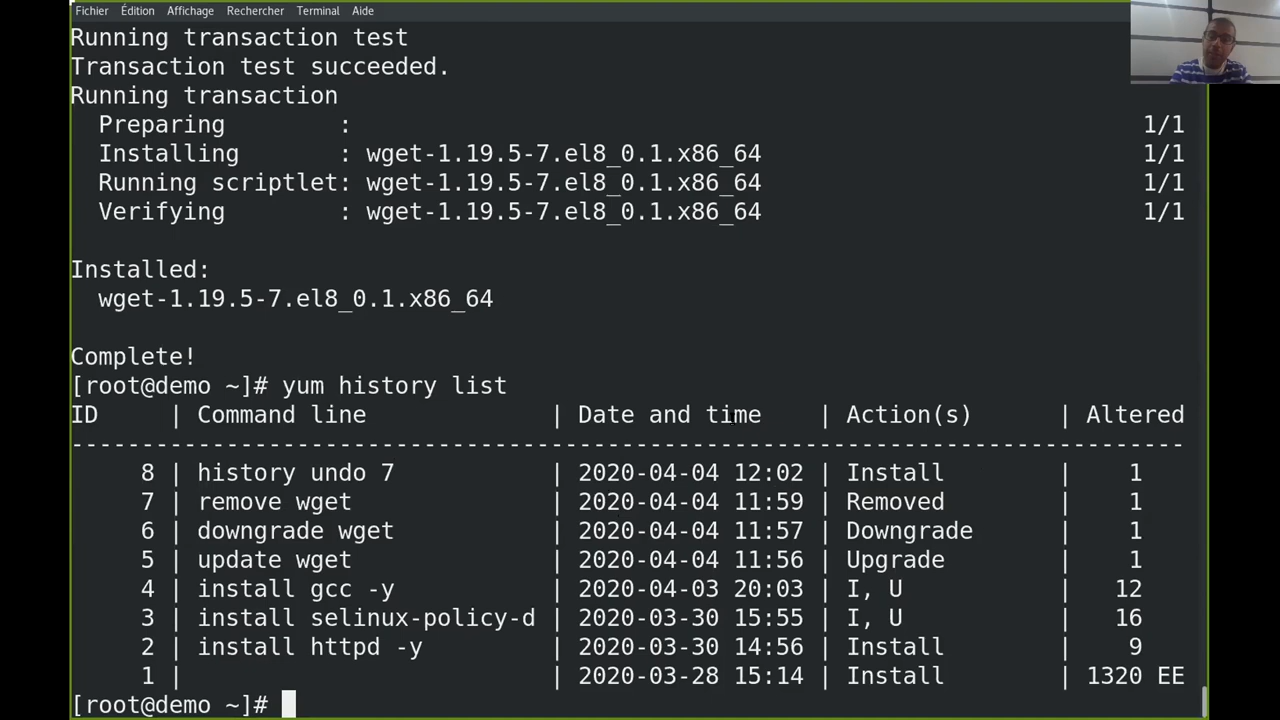 Fichier Édition Affichage Rechercher Terminal Aide
Running transaction test
Transaction test succeeded.
Running transaction
  Preparing        :                                                         1/1
  Installing       : wget-1.19.5-7.el8_0.1.x86_64                           1/1
  Running scriptlet: wget-1.19.5-7.el8_0.1.x86_64                           1/1
  Verifying        : wget-1.19.5-7.el8_0.1.x86_64                           1/1
Installed:
  wget-1.19.5-7.el8_0.1.x86_64
Complete!
[root@demo ~]# yum history list
ID     | Command line             | Date and time    | Action(s)      | Altered
-------------------------------------------------------------------------------
     8 | history undo 7           | 2020-04-04 12:02 | Install        |    1
     7 | remove wget              | 2020-04-04 11:59 | Removed        |    1
     6 | downgrade wget           | 2020-04-04 11:57 | Downgrade      |    1
     5 | update wget              | 2020-04-04 11:56 | Upgrade        |    1
     4 | install gcc -y           | 2020-04-03 20:03 | I, U           |   12
     3 | install selinux-policy-d | 2020-03-30 15:55 | I, U           |   16
     2 | install httpd -y         | 2020-03-30 14:56 | Install        |    9
     1 |                          | 2020-03-28 15:14 | Install        | 1320 EE
[root@demo ~]#